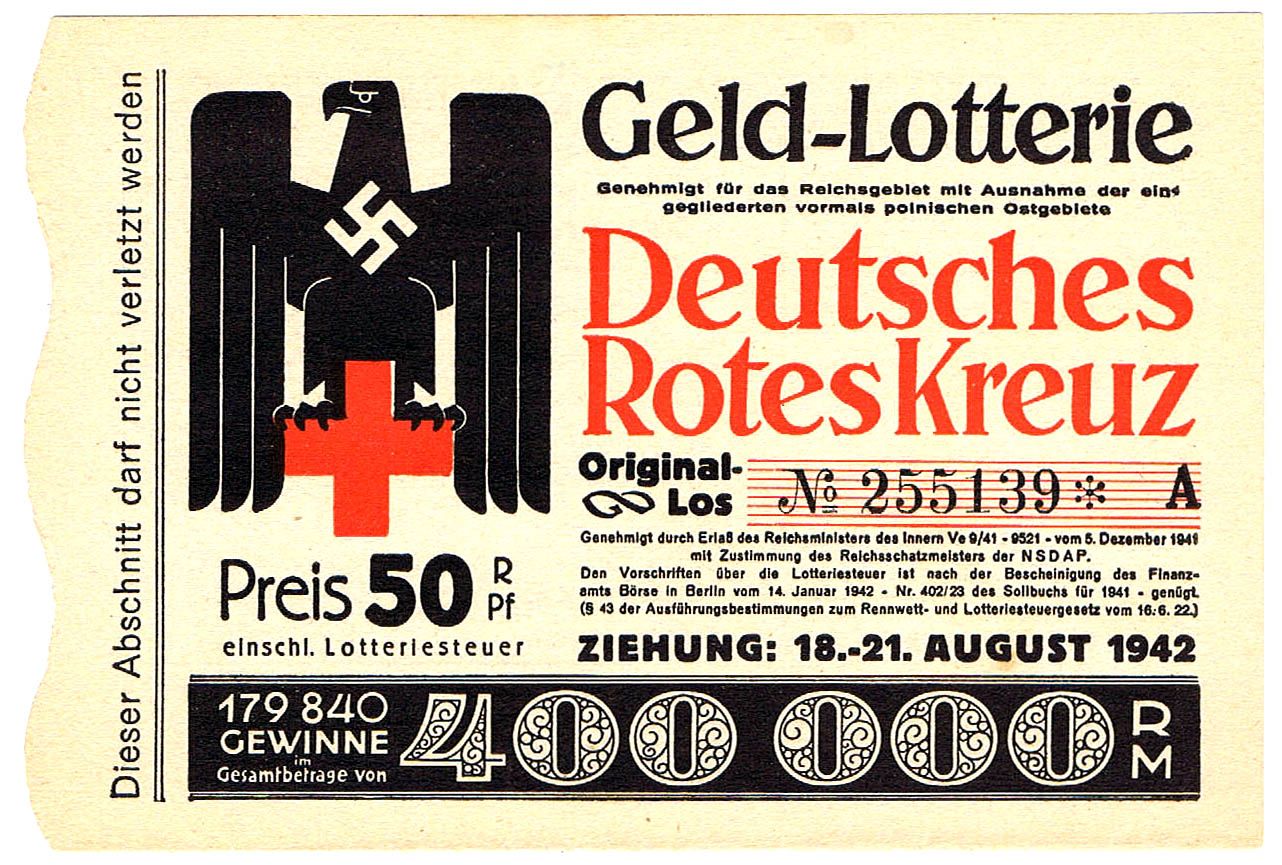 Dieser Abschnitt darf nicht verletzt werden
Geld-Lotterie
Genehmigt für das Reichsgebiet mit Ausnahme der ein-
gegliederten vormals polnischen Ostgebiete
Deutsches
Rotes Kreuz
Original-
Los
№ 255139 * A
Genehmigt durch Erlaß des Reichsministers des Innern Ve 9/41 - 9521 - vom 5. Dezember 1941
mit Zustimmung des Reichsschatzmeisters der NSDAP.
Den Vorschriften über die Lotteriesteuer ist nach der Bescheinigung des Finanz-
amts Börse in Berlin vom 14. Januar 1942 - Nr. 402/23 des Sollbuchs für 1941 - genügt.
(§ 43 der Ausführungsbestimmungen zum Rennwett- und Lotteriesteuergesetz vom 16. 6. 22.)
Preis 50 R Pf
einschl. Lotteriesteuer
ZIEHUNG: 18.-21. AUGUST 1942
179 840
GEWINNE
im
Gesamtbetrage von
400 000 RM